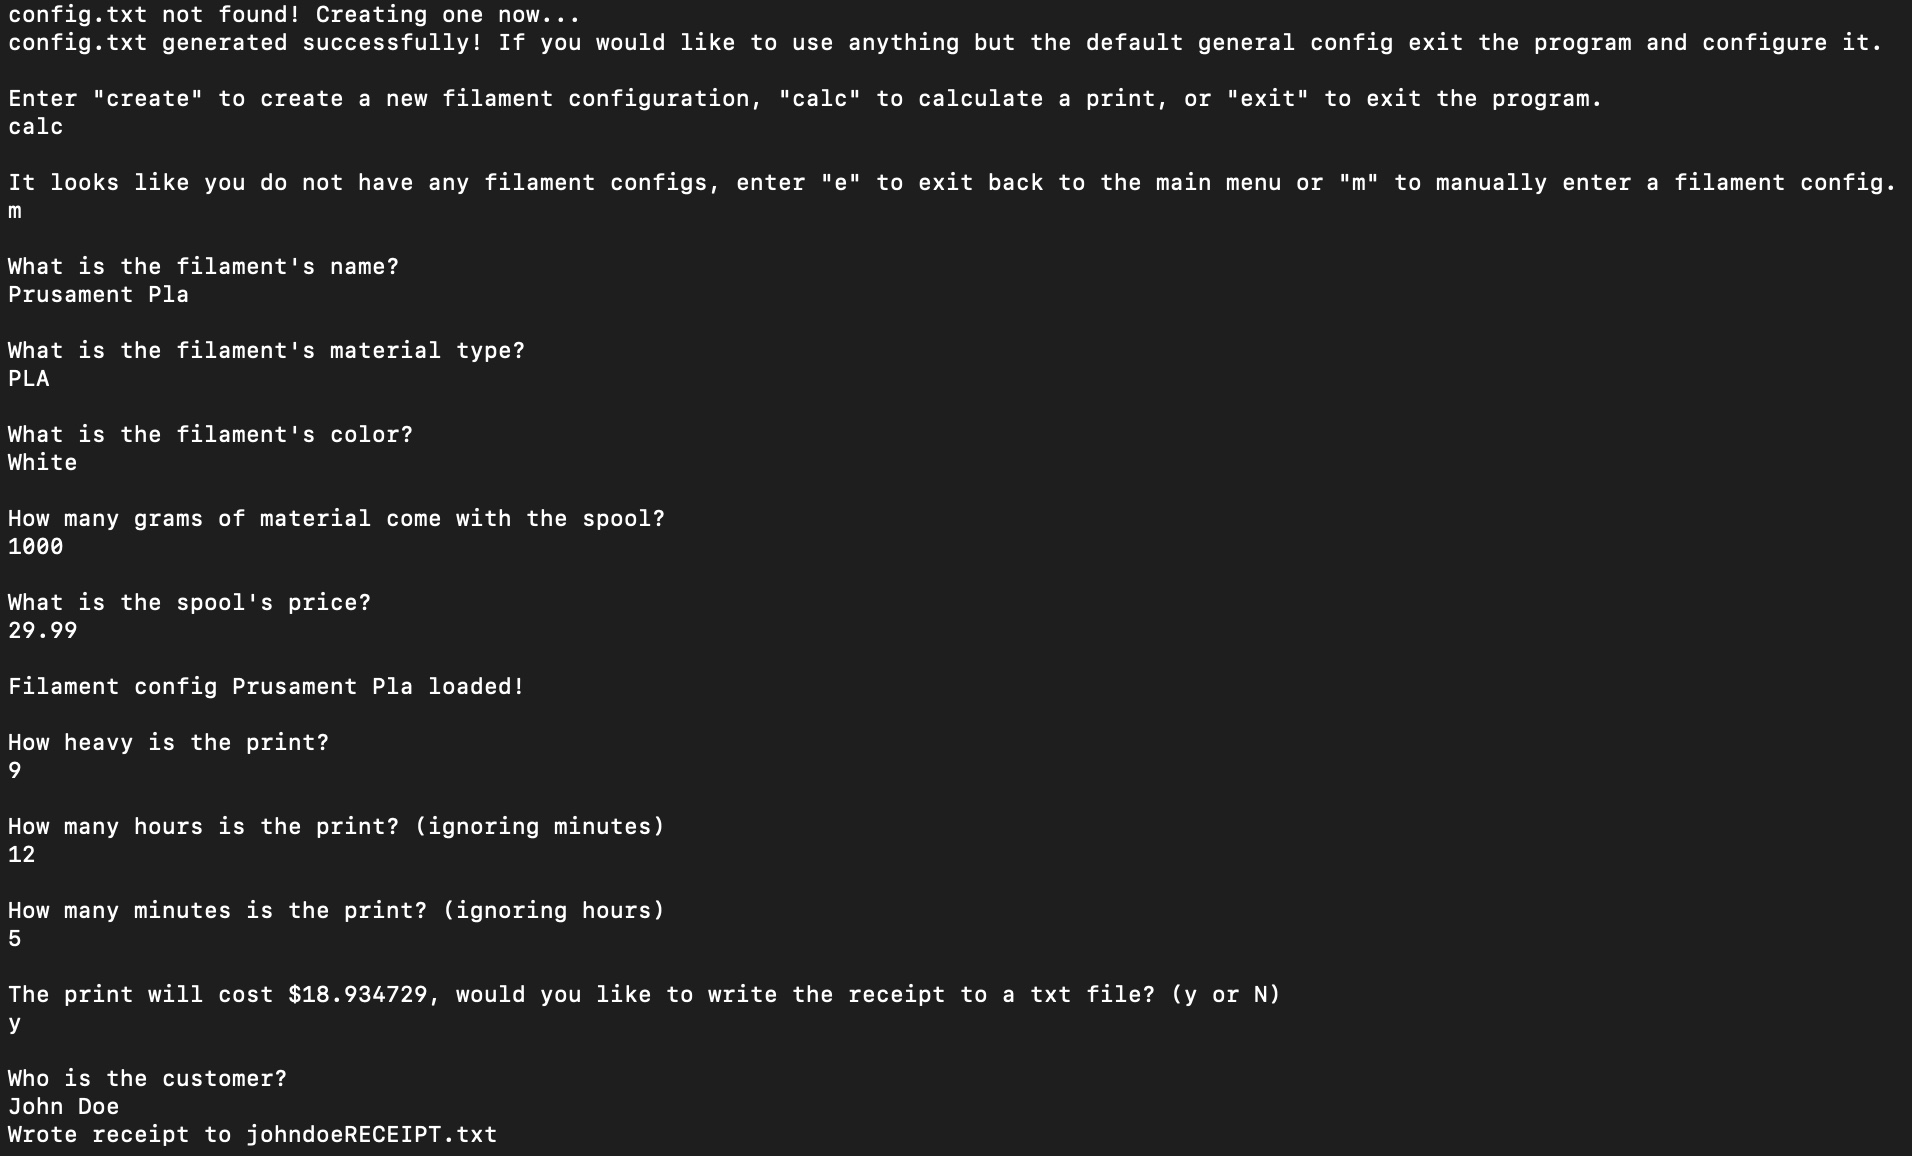 config.txt not found! Creating one now...
config.txt generated successfully! If you would like to use anything but the default general config exit the program and configure it.
Enter "create" to create a new filament configuration, "calc" to calculate a print, or "exit" to exit the program.
calc
It looks like you do not have any filament configs, enter "e" to exit back to the main menu or "m" to manually enter a filament config.
m
What is the filament's name?
Prusament Pla
What is the filament's material type?
PLA
What is the filament's color?
White
How many grams of material come with the spool?
1000
What is the spool's price?
29.99
Filament config Prusament Pla loaded!
How heavy is the print?
9
How many hours is the print? (ignoring minutes)
12
How many minutes is the print? (ignoring hours)
5
The print will cost $18.934729, would you like to write the receipt to a txt file? (y or N)
y
Who is the customer?
John Doe
Wrote receipt to johndoeRECEIPT.txt